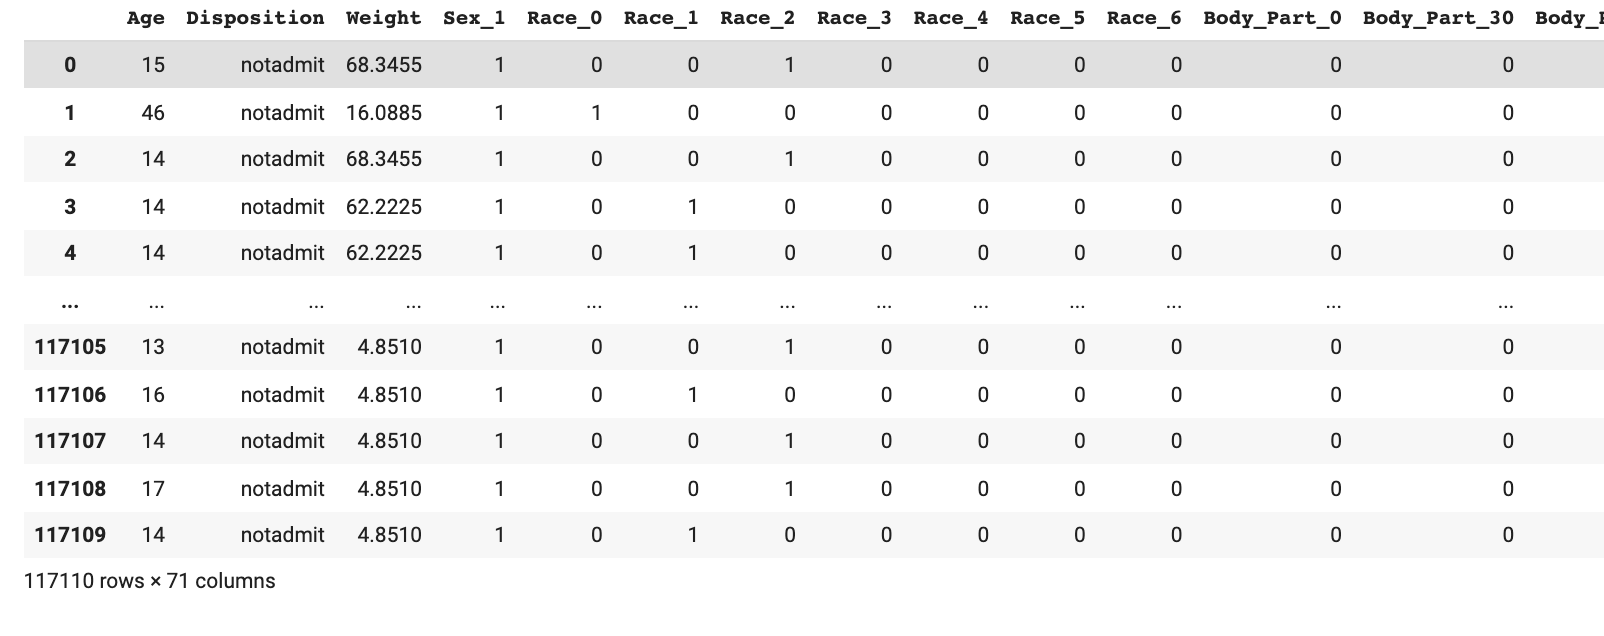 Age Disposition Weight Sex_1 Race_0 Race_1 Race_2 Race_3 Race_4 Race_5 Race_6 Body_Part_0 Body_Part_30
0 15 notadmit 68.3455 1 0 0 1 0 0 0 0 0 0
1 46 notadmit 16.0885 1 1 0 0 0 0 0 0 0 0
2 14 notadmit 68.3455 1 0 0 1 0 0 0 0 0 0
3 14 notadmit 62.2225 1 0 1 0 0 0 0 0 0 0
4 14 notadmit 62.2225 1 0 1 0 0 0 0 0 0 0
... ... ... ... ... ... ... ... ... ... ... ... ... ...
117105 13 notadmit 4.8510 1 0 0 1 0 0 0 0 0 0
117106 16 notadmit 4.8510 1 0 1 0 0 0 0 0 0 0
117107 14 notadmit 4.8510 1 0 0 1 0 0 0 0 0 0
117108 17 notadmit 4.8510 1 0 0 1 0 0 0 0 0 0
117109 14 notadmit 4.8510 1 0 1 0 0 0 0 0 0 0
117110 rows × 71 columns